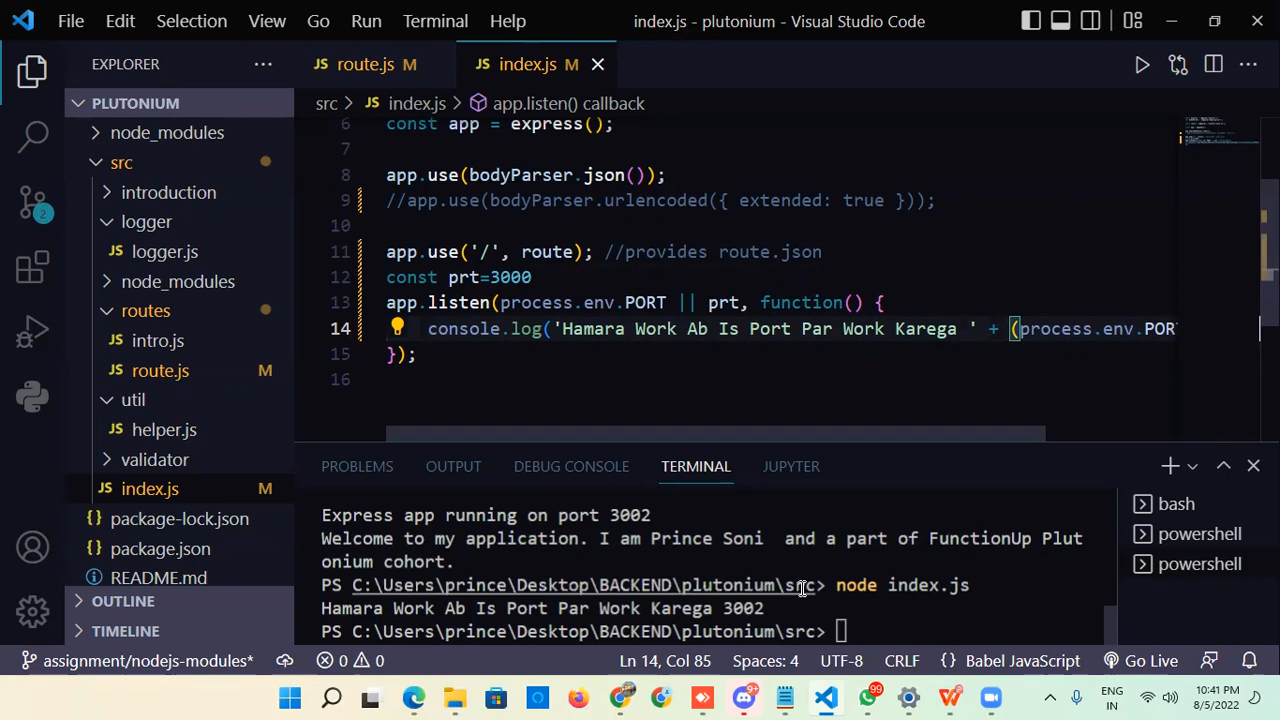 File Edit Selection View Go Run Terminal Help index.js - plutonium - Visual Studio Code
EXPLORER
route.js M index.js M
PLUTONIUM
node_modules
src
introduction
logger
logger.js
node_modules
routes
intro.js
route.js M
util
helper.js
validator
index.js M
package-lock.json
package.json
README.md
OUTLINE
TIMELINE
2
src index.js app.listen() callback
6 const app = express();
7
8 app.use(bodyParser.json());
9 //app.use(bodyParser.urlencoded({ extended: true }));
10
11 app.use('/', route); //provides route.json
12 const prt=3000
13 app.listen(process.env.PORT || prt, function() {
14 console.log('Hamara Work Ab Is Port Par Work Karega ' + (process.env.POR
15 });
16
PROBLEMS OUTPUT DEBUG CONSOLE TERMINAL JUPYTER
Express app running on port 3002
Welcome to my application. I am Prince Soni  and a part of FunctionUp Plut
onium cohort.
PS C:\Users\prince\Desktop\BACKEND\plutonium\src> node index.js
Hamara Work Ab Is Port Par Work Karega 3002
PS C:\Users\prince\Desktop\BACKEND\plutonium\src>
bash
powershell
powershell
assignment/nodejs-modules* 0 0 Ln 14, Col 85 Spaces: 4 UTF-8 CRLF Babel JavaScript Go Live
9+ 99 ENG 10:41 PM
IN 8/5/2022